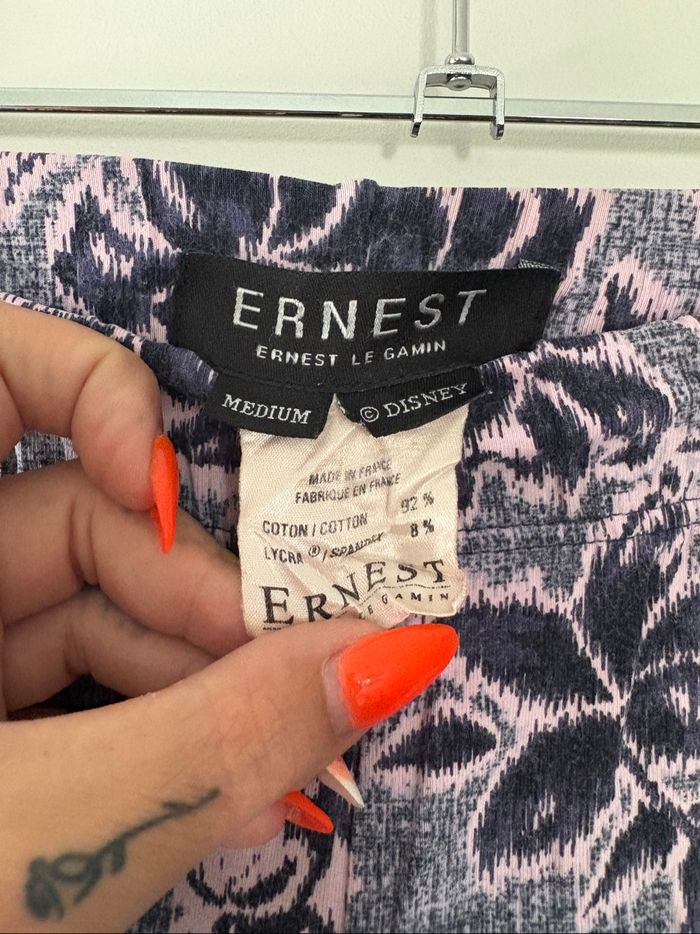 ERNEST
ERNEST LE GAMIN
MEDIUM
© DISNEY
MADE IN FRANCE
FABRIQUE EN FRANCE
COTON / COTTON 92 %
LYCRA ® / SPANDEX 8 %
ERNEST
LE GAMIN